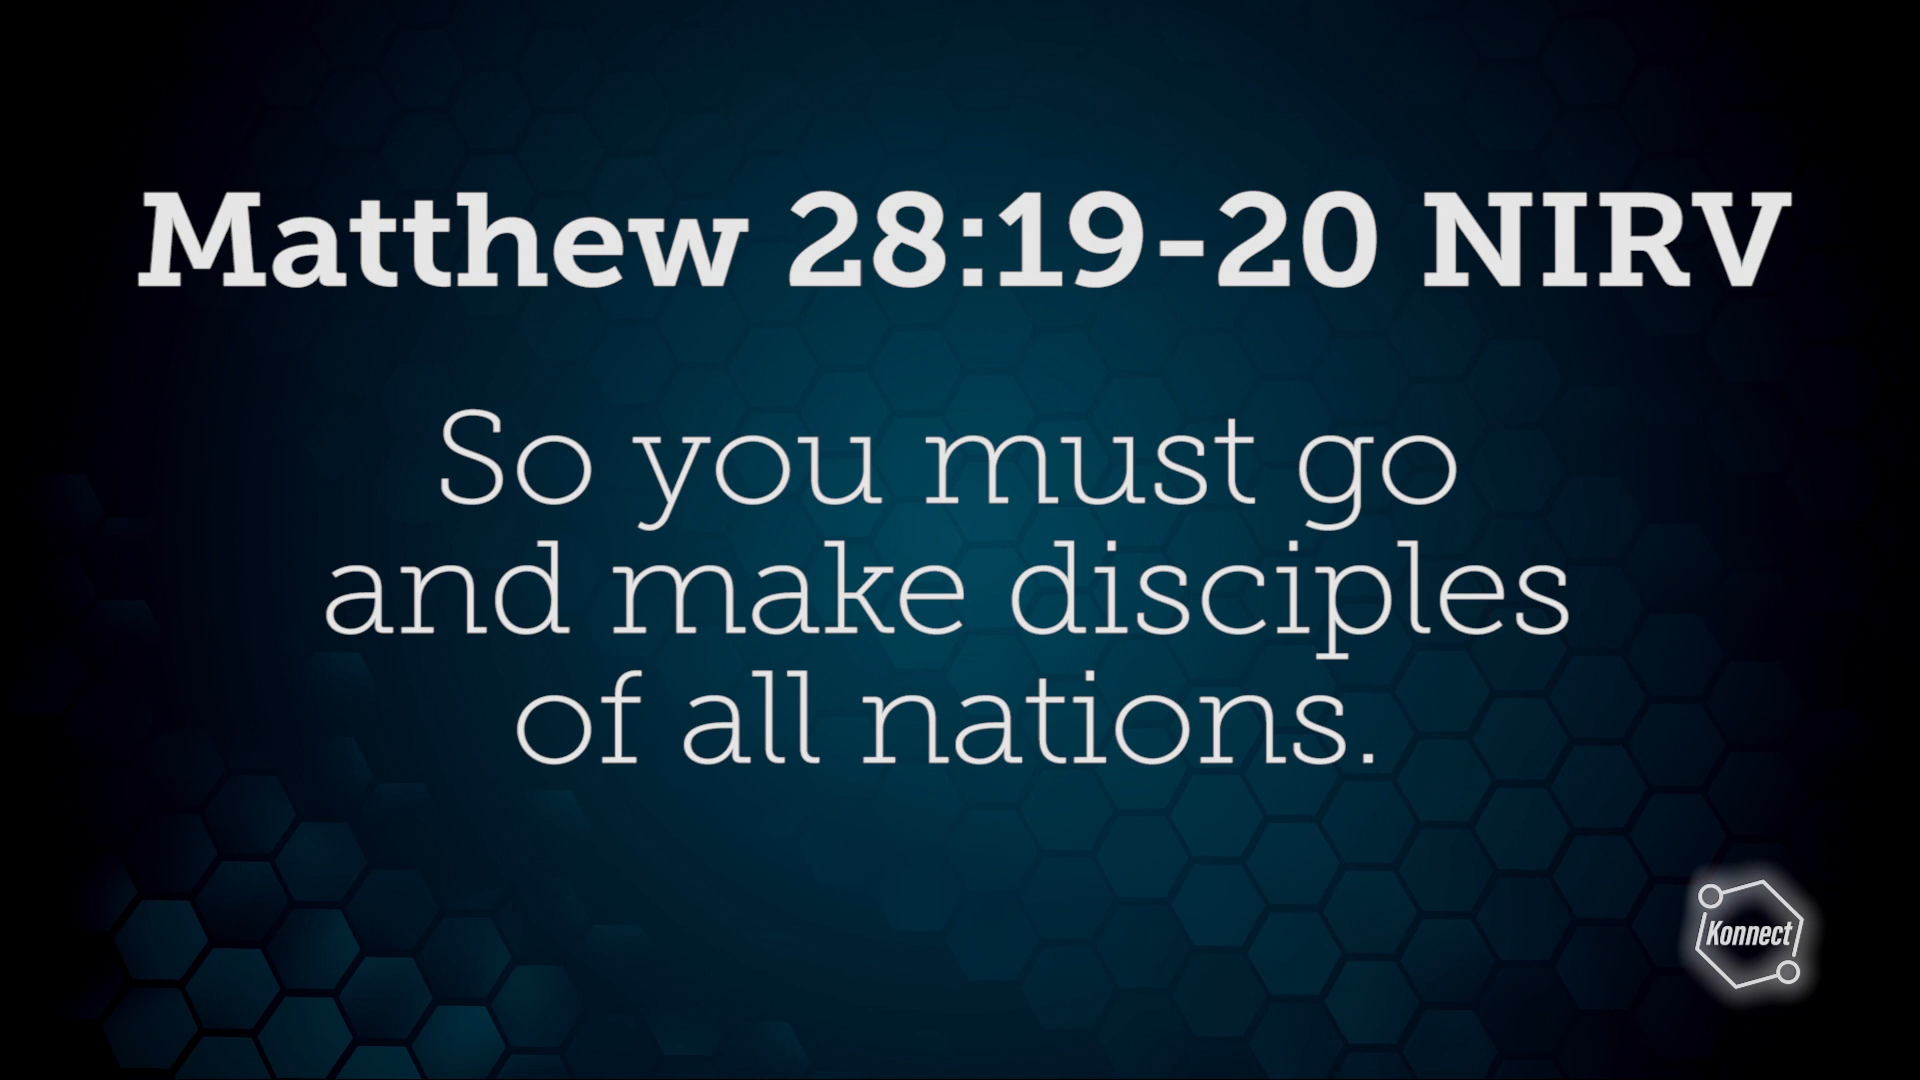 Matthew 28:19-20 NIRV
So you must go
and make disciples
of all nations.
Konnect